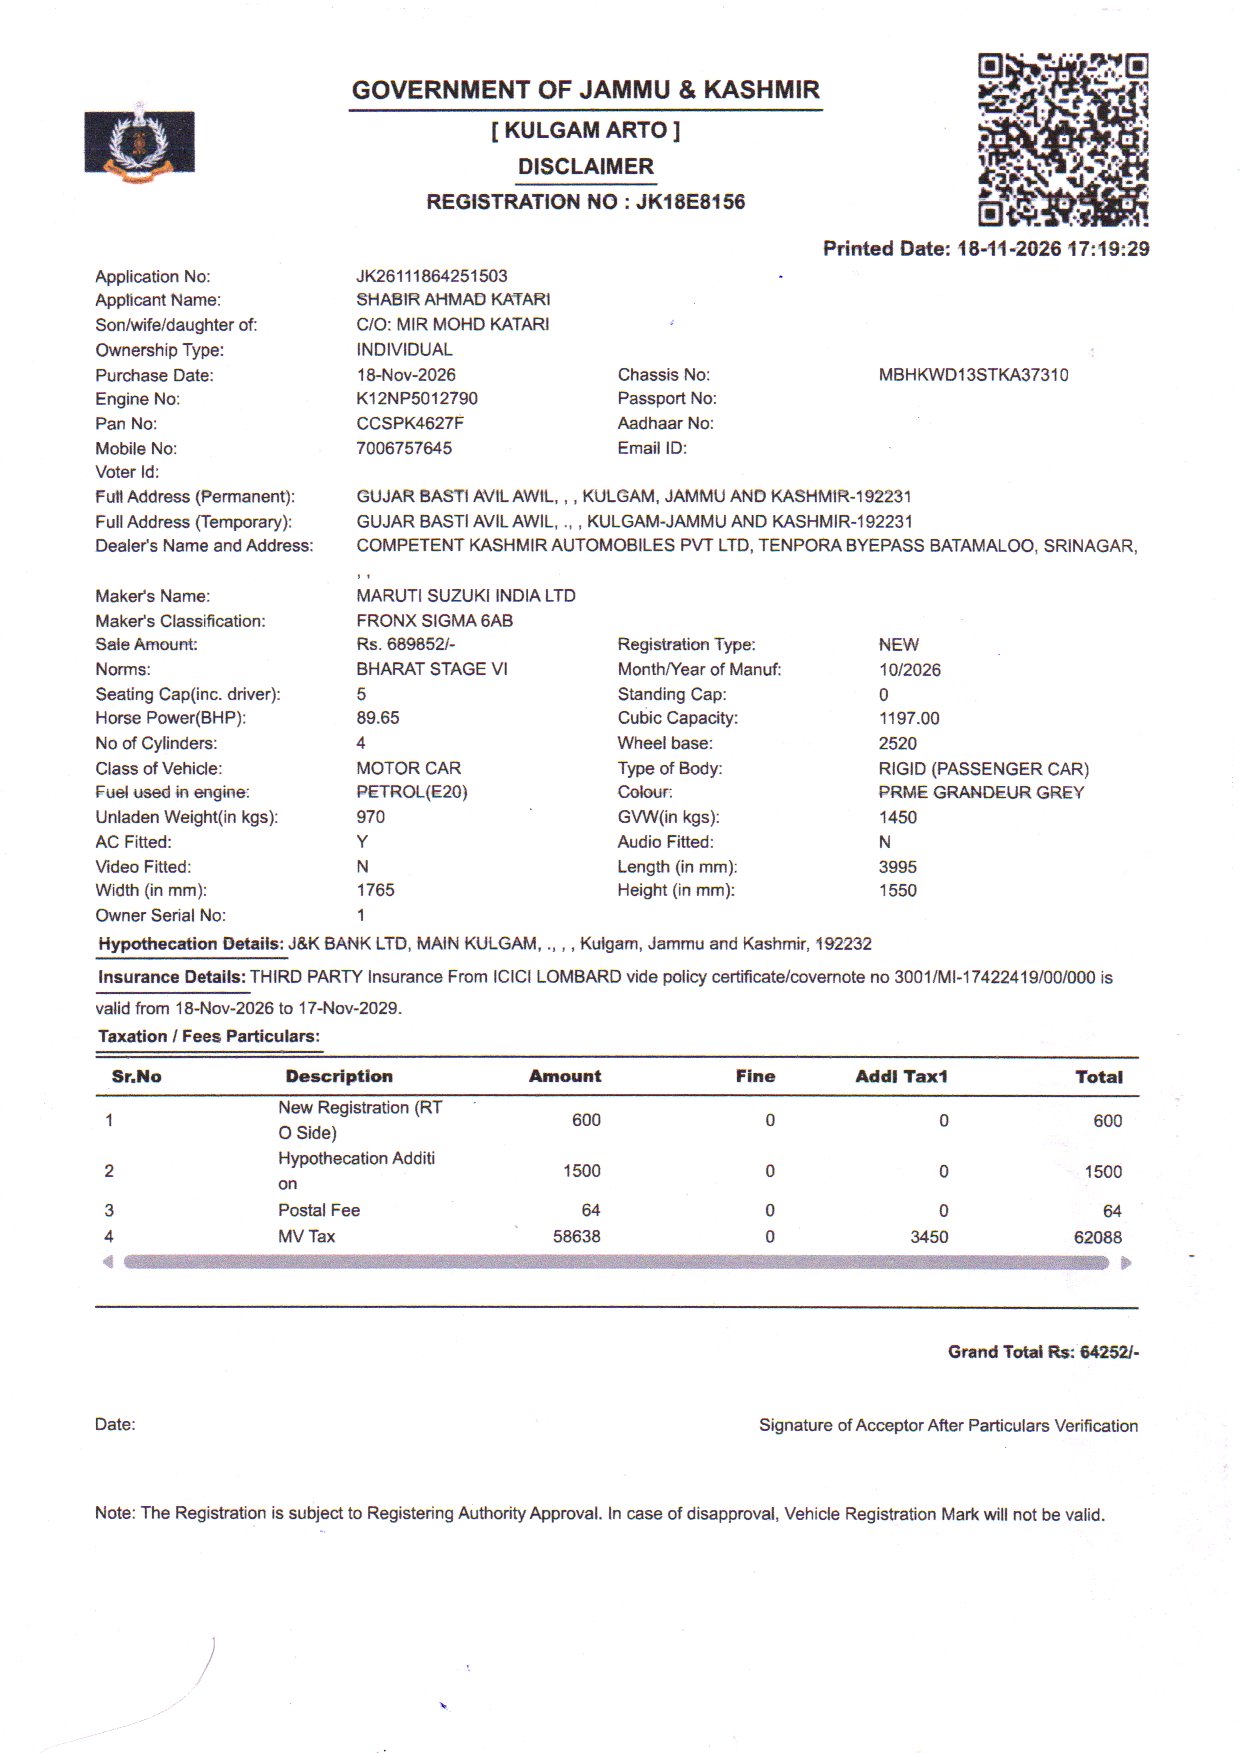 GOVERNMENT OF JAMMU & KASHMIR
[ KULGAM ARTO ]
DISCLAIMER
REGISTRATION NO : JK18E8156
Printed Date: 18-11-2026 17:19:29
Application No: JK26111864251503
Applicant Name: SHABIR AHMAD KATARI
Son/wife/daughter of: C/O: MIR MOHD KATARI
Ownership Type: INDIVIDUAL
Purchase Date: 18-Nov-2026 Chassis No: MBHKWD13STKA37310
Engine No: K12NP5012790 Passport No:
Pan No: CCSPK4627F Aadhaar No:
Mobile No: 7006757645 Email ID:
Voter Id:
Full Address (Permanent): GUJAR BASTI AVIL AWIL, , , KULGAM, JAMMU AND KASHMIR-192231
Full Address (Temporary): GUJAR BASTI AVIL AWIL, ., , KULGAM-JAMMU AND KASHMIR-192231
Dealer's Name and Address: COMPETENT KASHMIR AUTOMOBILES PVT LTD, TENPORA BYEPASS BATAMALOO, SRINAGAR,
, ,
Maker's Name: MARUTI SUZUKI INDIA LTD
Maker's Classification: FRONX SIGMA 6AB
Sale Amount: Rs. 689852/- Registration Type: NEW
Norms: BHARAT STAGE VI Month/Year of Manuf: 10/2026
Seating Cap(inc. driver): 5 Standing Cap: 0
Horse Power(BHP): 89.65 Cubic Capacity: 1197.00
No of Cylinders: 4 Wheel base: 2520
Class of Vehicle: MOTOR CAR Type of Body: RIGID (PASSENGER CAR)
Fuel used in engine: PETROL(E20) Colour: PRME GRANDEUR GREY
Unladen Weight(in kgs): 970 GVW(in kgs): 1450
AC Fitted: Y Audio Fitted: N
Video Fitted: N Length (in mm): 3995
Width (in mm): 1765 Height (in mm): 1550
Owner Serial No: 1
Hypothecation Details: J&K BANK LTD, MAIN KULGAM, ., , , Kulgam, Jammu and Kashmir, 192232
Insurance Details: THIRD PARTY Insurance From ICICI LOMBARD vide policy certificate/covernote no 3001/MI-17422419/00/000 is
valid from 18-Nov-2026 to 17-Nov-2029.
Taxation / Fees Particulars:
Sr.No Description Amount Fine Addl Tax1 Total
1 New Registration (RT
O Side) 600 0 0 600
2 Hypothecation Additi
on 1500 0 0 1500
3 Postal Fee 64 0 0 64
4 MV Tax 58638 0 3450 62088
Grand Total Rs: 64252/-
Date: Signature of Acceptor After Particulars Verification
Note: The Registration is subject to Registering Authority Approval. In case of disapproval, Vehicle Registration Mark will not be valid.